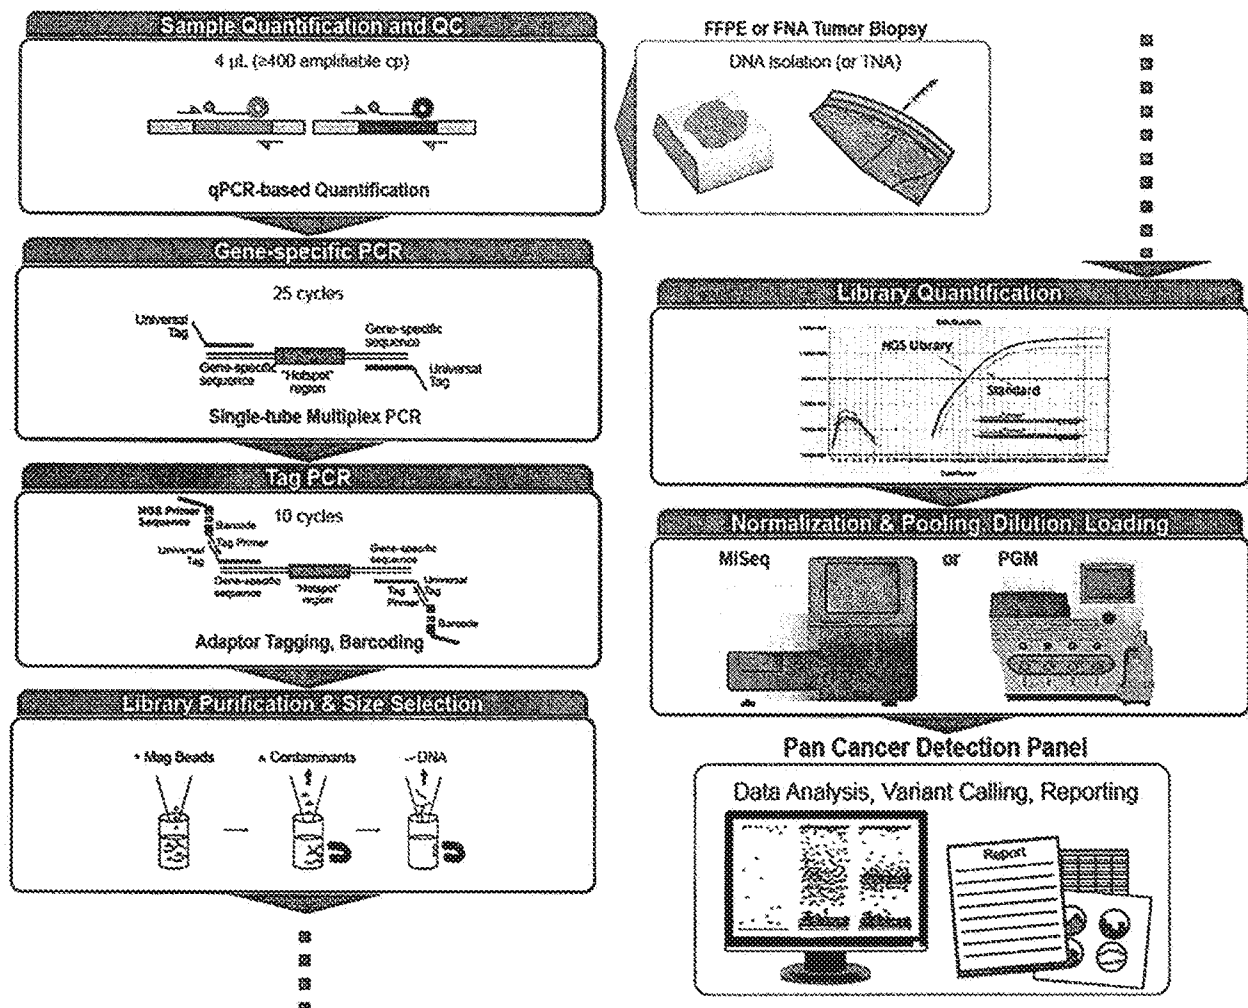 Sample Quantification and QC
4 µL (≥400 amplifiable cp)
qPCR-based Quantification
FFPE or FNA Tumor Biopsy
DNA Isolation (or TNA)
Gene-specific PCR
25 cycles
Universal
Tag
Gene-specific
sequence
Gene-specific
sequence
"Hotspot"
region
Universal
Tag
Single-tube Multiplex PCR
Tag PCR
10 cycles
NGS Primer
Sequence
Barcode
Tag Primer
Universal
Tag
Gene-specific
sequence
Gene-specific
sequence
"Hotspot"
region
Tag
Primer
Universal
Tag
Barcode
Adaptor Tagging, Barcoding
Library Purification & Size Selection
Mag Beads
Contaminants
DNA
Library Quantification
NGS Library
Standard
Normalization & Pooling, Dilution, Loading
MiSeq or PGM
Pan Cancer Detection Panel
Data Analysis, Variant Calling, Reporting
Report